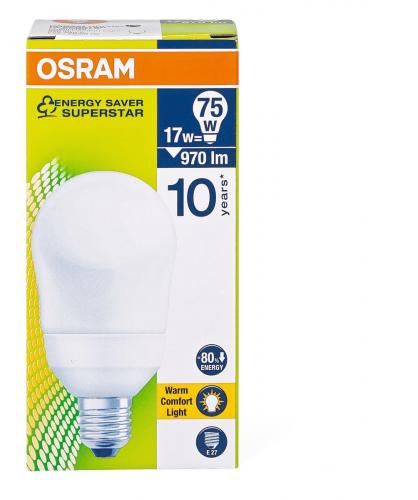 OSRAM
ENERGY SAVER
SUPERSTAR
75
W
17W=
970 lm
10
years*
-80%
ENERGY
Warm
Comfort
Light
E 27